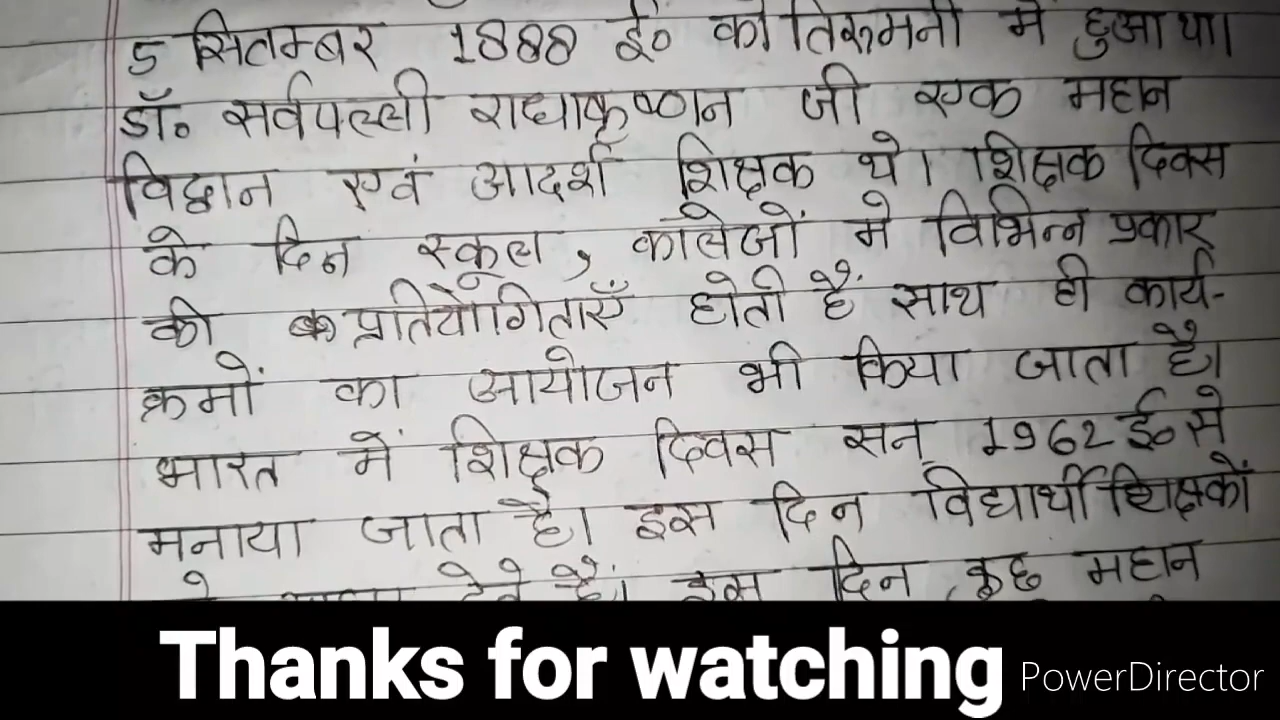 5 सितम्बर 1888 ई० को तिरुमनी मे हुआ था।
डॉ० सर्वपल्ली राधाकृष्णन जी एक महान
विद्वान एवं आदर्श शिक्षक थे। शिक्षक दिवस
के दिन स्कूल, कालेजों मे विभिन्न प्रकार
की प्रतियोगिताएँ होती हैं साथ ही कार्य-
क्रमों का आयोजन भी किया जाता है।
भारत में शिक्षक दिवस सन् 1962 ई० से
मनाया जाता है। इस दिन विद्यार्थी शिक्षकों
हैं। इस दिन कुछ महान
Thanks for watching
PowerDirector